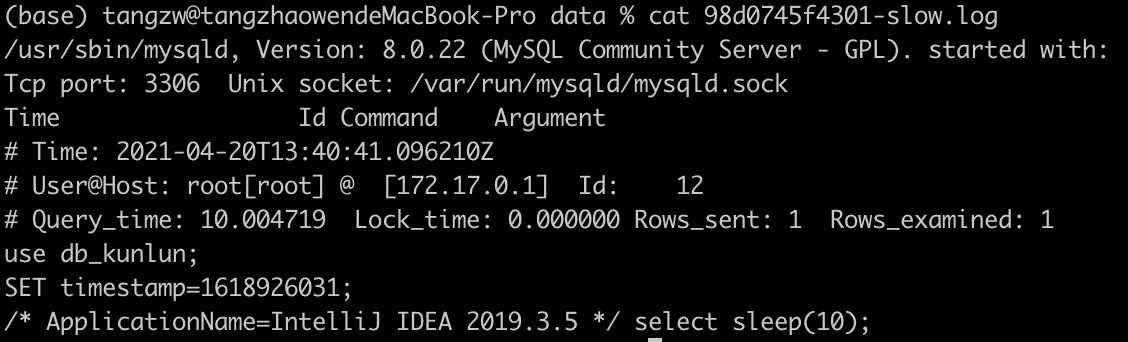 (base) tangzw@tangzhaowendeMacBook-Pro data % cat 98d0745f4301-slow.log
/usr/sbin/mysqld, Version: 8.0.22 (MySQL Community Server - GPL). started with:
Tcp port: 3306  Unix socket: /var/run/mysqld/mysqld.sock
Time                 Id Command    Argument
# Time: 2021-04-20T13:40:41.096210Z
# User@Host: root[root] @  [172.17.0.1]  Id:    12
# Query_time: 10.004719  Lock_time: 0.000000 Rows_sent: 1  Rows_examined: 1
use db_kunlun;
SET timestamp=1618926031;
/* ApplicationName=IntelliJ IDEA 2019.3.5 */ select sleep(10);